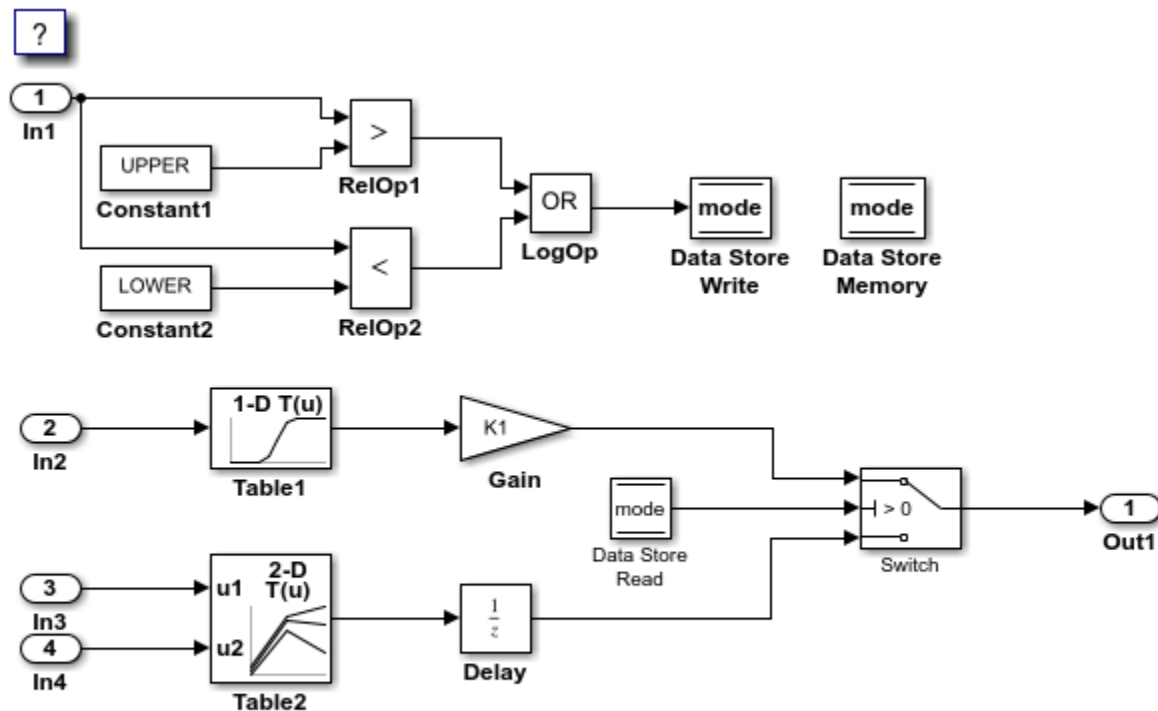 ?
1
In1
UPPER
Constant1
>
RelOp1
LOWER
Constant2
<
RelOp2
OR
LogOp
mode
Data Store
Write
mode
Data Store
Memory
2
In2
1-D T(u)
Table1
K1
Gain
mode
Data Store
Read
> 0
Switch
1
Out1
3
In3
4
In4
u1
u2
2-D
T(u)
Table2
1
z
Delay